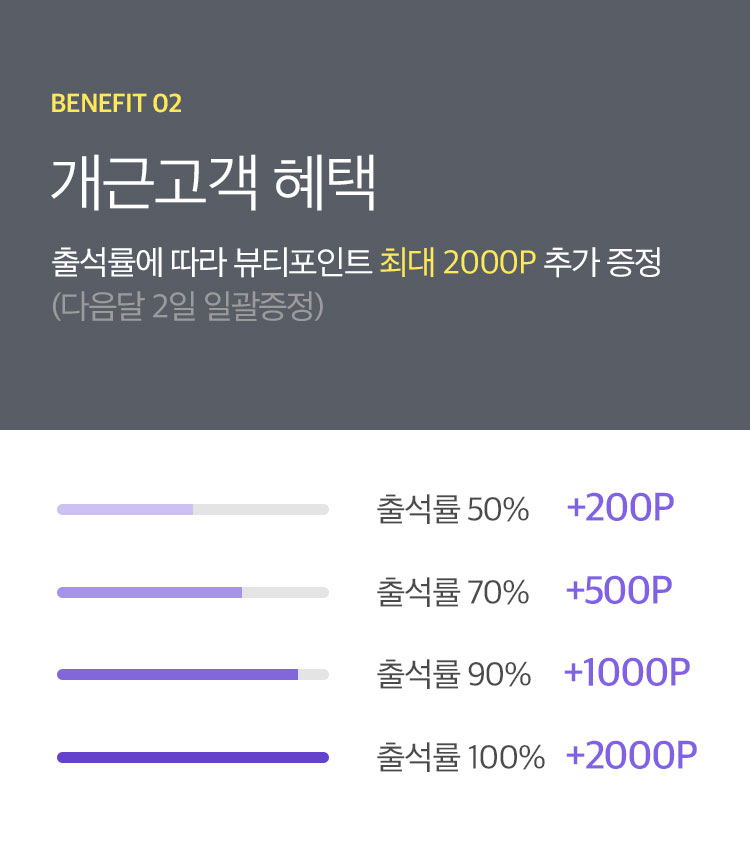 BENEFIT 02
개근고객 혜택
출석률에 따라 뷰티포인트 최대 2000P 추가 증정
(다음달 2일 일괄증정)
출석률 50% +200P
출석률 70% +500P
출석률 90% +1000P
출석률 100% +2000P